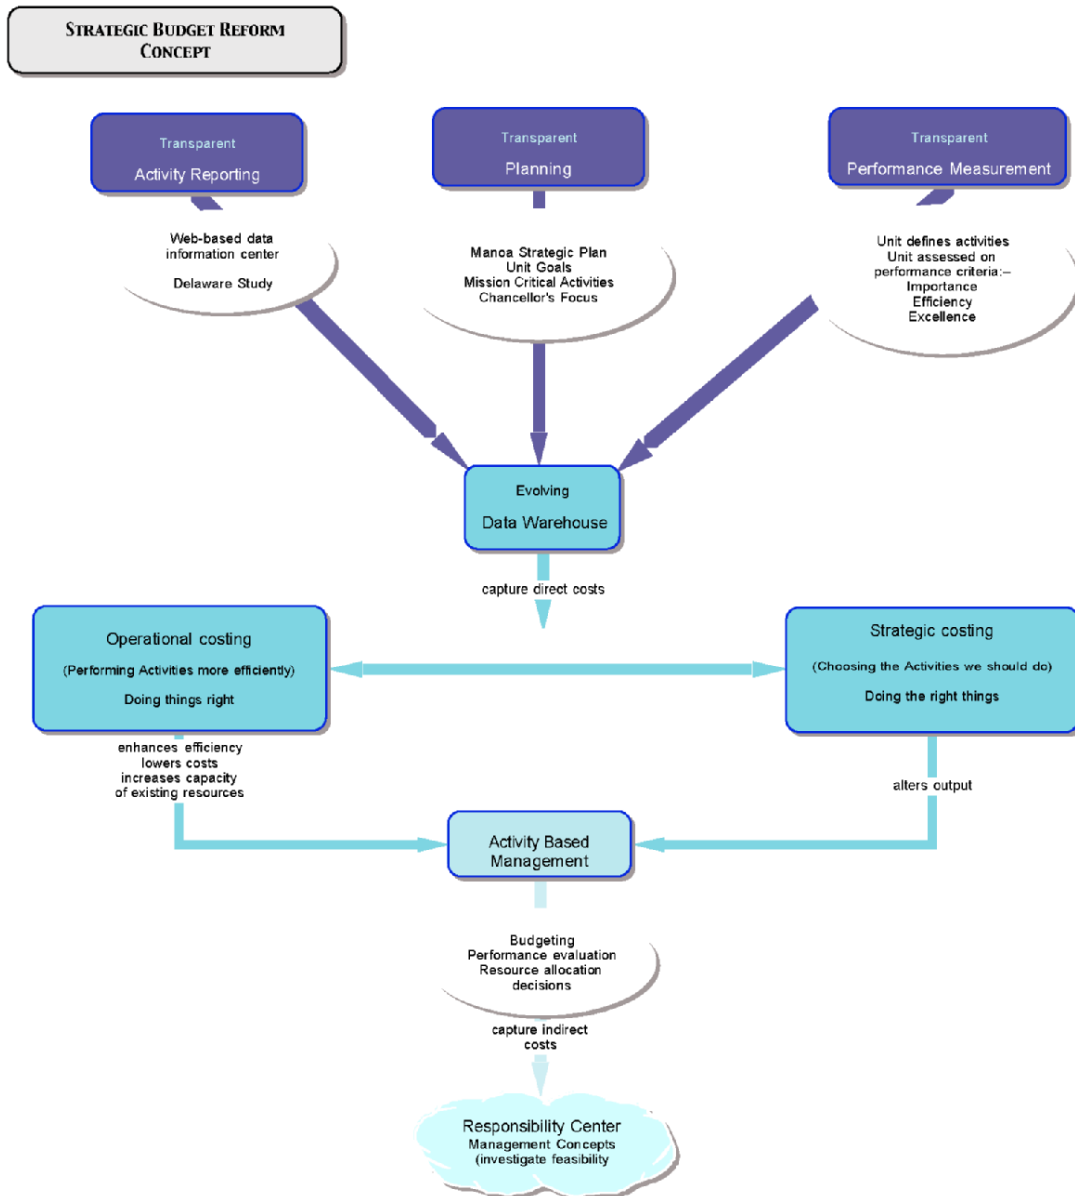 STRATEGIC BUDGET REFORM
CONCEPT
Transparent
Activity Reporting
Transparent
Planning
Transparent
Performance Measurement
Web-based data
information center
Delaware Study
Manoa Strategic Plan
Unit Goals
Mission Critical Activities
Chancellor's Focus
Unit defines activities
Unit assessed on
performance criteria:–
Importance
Efficiency
Excellence
Evolving
Data Warehouse
capture direct costs
Operational costing
(Performing Activities more efficiently)
Doing things right
Strategic costing
(Choosing the Activities we should do)
Doing the right things
enhances efficiency
lowers costs
increases capacity
of existing resources
alters output
Activity Based
Management
Budgeting
Performance evaluation
Resource allocation
decisions
capture indirect
costs
Responsibility Center
Management Concepts
(investigate feasibility